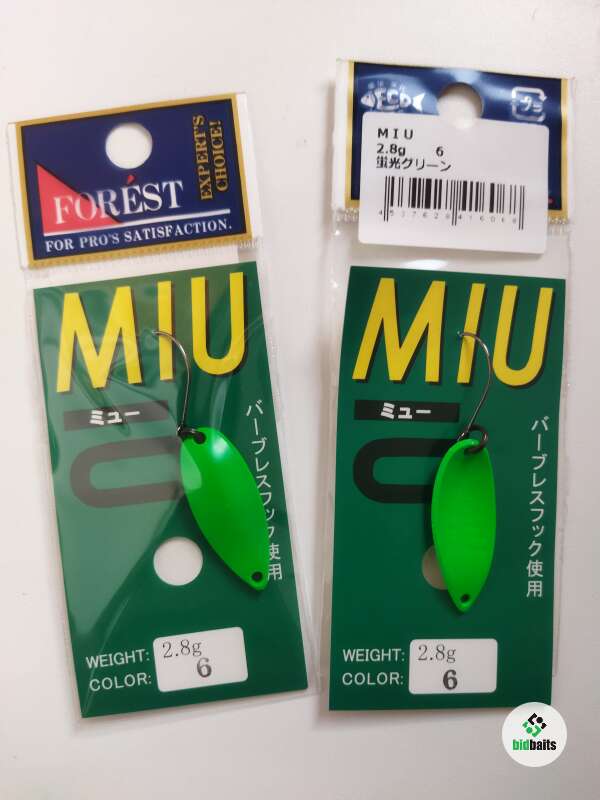 FORÉST
EXPERT'S
CHOICE!
FOR PRO'S SATISFACTION.
MIU
ミュー
バーブレスフック使用
WEIGHT: 2.8g
COLOR: 6
ECO
MIU
2.8g 6
蛍光グリーン
MIU
ミュー
バーブレスフック使用
WEIGHT: 2.8g
COLOR: 6
bidbaits